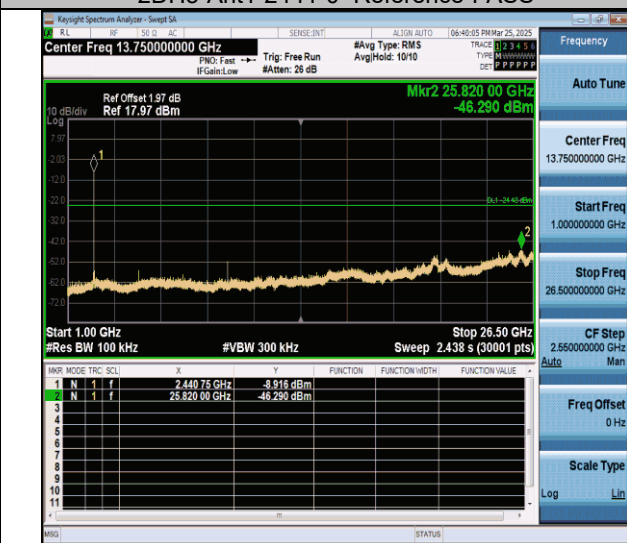 Keysight Spectrum Analyzer - Swept SA
RL RF 50 Ω AC SENSE:INT ALIGN AUTO 06:40:05 PM Mar 25, 2025
Center Freq 13.750000000 GHz
PNO: Fast
IFGain:Low
Trig: Free Run
#Atten: 26 dB
#Avg Type: RMS
Avg|Hold: 10/10
TRACE 1 2 3 4 5 6
TYPE M
DET P P P P P P
Frequency
Auto Tune
Center Freq
13.750000000 GHz
Start Freq
1.000000000 GHz
Stop Freq
26.500000000 GHz
CF Step
2.550000000 GHz
Auto Man
Freq Offset
0 Hz
Scale Type
Log Lin
Ref Offset 1.97 dB
10 dB/div Ref 17.97 dBm
Log
Mkr2 25.820 00 GHz
-46.290 dBm
7.97
-2.03
-12.0
-22.0
-32.0
-42.0
-52.0
-62.0
-72.0
1
DL1 -24.48 dBm
2
Start 1.00 GHz Stop 26.50 GHz
#Res BW 100 kHz #VBW 300 kHz Sweep 2.438 s (30001 pts)
MKR MODE TRC SCL X Y FUNCTION FUNCTION WIDTH FUNCTION VALUE
1 N 1 f 2.440 75 GHz -8.916 dBm
2 N 1 f 25.820 00 GHz -46.290 dBm
3
4
5
6
7
8
9
10
11
MSG STATUS